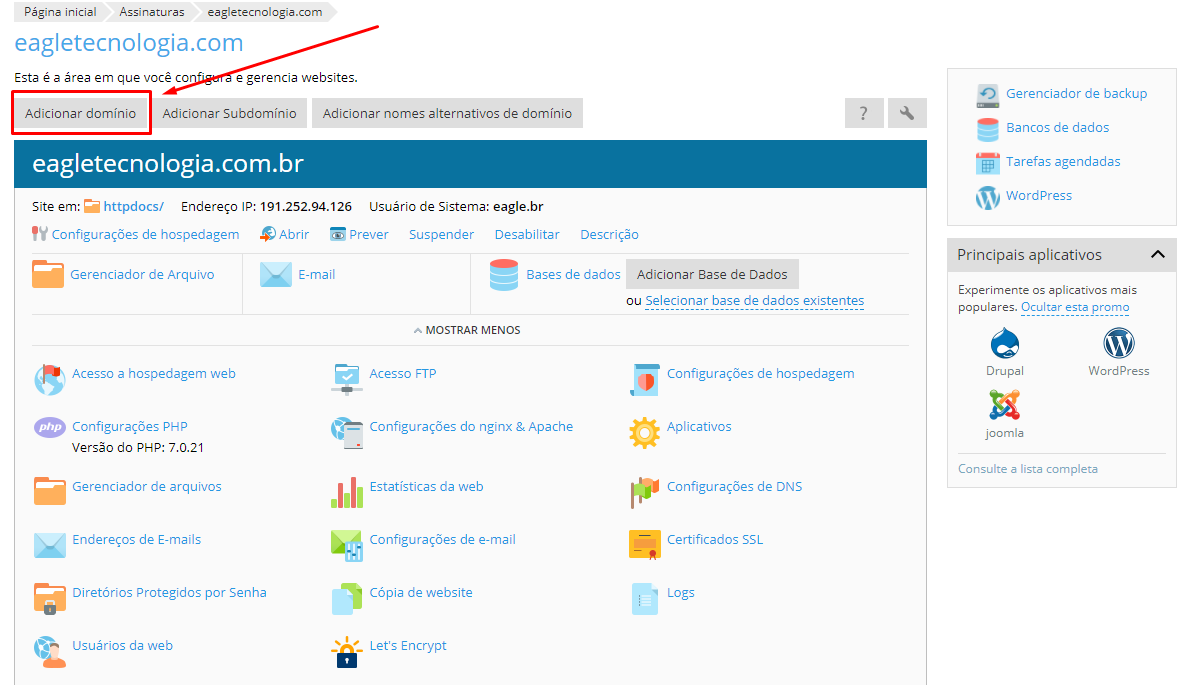 Página inicial Assinaturas eagletecnologia.com
eagletecnologia.com
Esta é a área em que você configura e gerencia websites.
Adicionar domínio Adicionar Subdomínio Adicionar nomes alternativos de domínio ?
eagletecnologia.com.br
Site em: httpdocs/ Endereço IP: 191.252.94.126 Usuário de Sistema: eagle.br
Configurações de hospedagem Abrir Prever Suspender Desabilitar Descrição
Gerenciador de Arquivo E-mail Bases de dados Adicionar Base de Dados
ou Selecionar base de dados existentes
MOSTRAR MENOS
Acesso a hospedagem web Acesso FTP Configurações de hospedagem
php Configurações PHP Configurações do nginx & Apache Aplicativos
Versão do PHP: 7.0.21
Gerenciador de arquivos Estatísticas da web Configurações de DNS
Endereços de E-mails Configurações de e-mail Certificados SSL
Diretórios Protegidos por Senha Cópia de website Logs
Usuários da web Let's Encrypt
Gerenciador de backup
Bancos de dados
Tarefas agendadas
WordPress
Principais aplicativos
Experimente os aplicativos mais
populares. Ocultar esta promo
Drupal WordPress
joomla
Consulte a lista completa